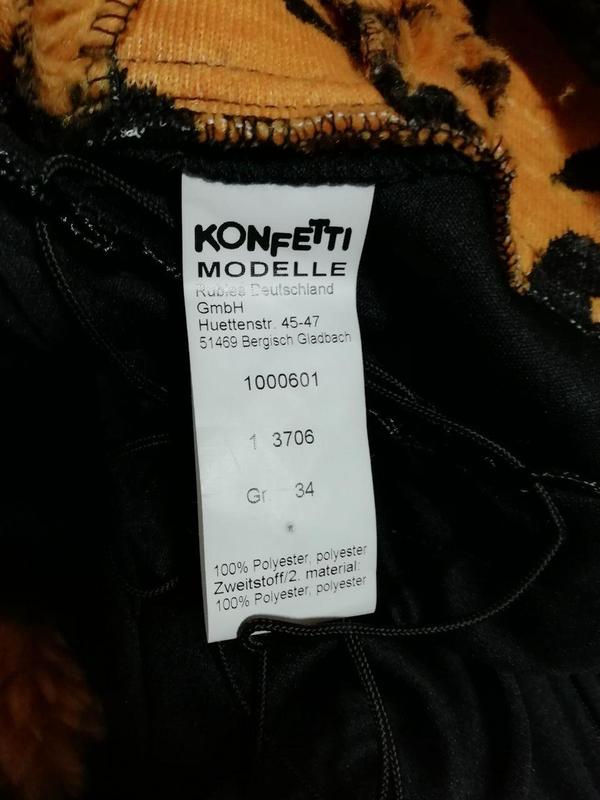 KONFETTI
MODELLE
Rubies Deutschland
GmbH
Huettenstr. 45-47
51469 Bergisch Gladbach
1000601
1 3706
Gr. 34
100% Polyester, polyester
Zweitstoff/2. material:
100% Polyester, polyester